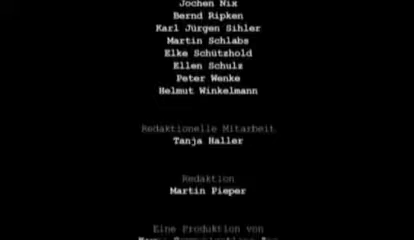 Jochen Nix
Bernd Ripken
Karl Jürgen Sihler
Martin Schlabs
Elke Schützhold
Ellen Schulz
Peter Wenke
Helmut Winkelmann
Redaktionelle Mitarbeit
Tanja Haller
Redaktion
Martin Pieper
Eine Produktion von